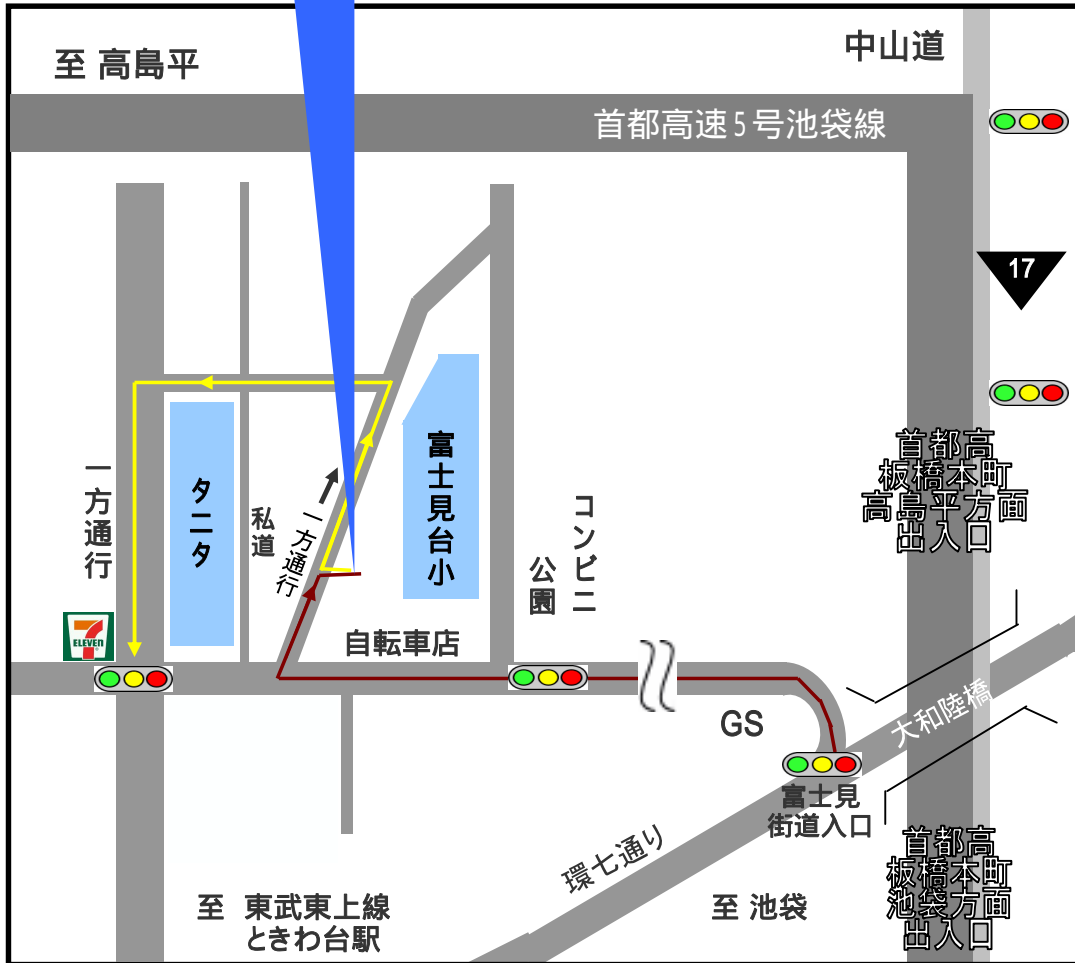 至 高島平
中山道
首都高速5号池袋線
17
首都高
板橋本町
高島平方面
出入口
一方通行
タニタ
私道
一方通行
富士見台小
コンビニ
公園
7
ELEVEN
自転車店
GS
大和陸橋
富士見
街道入口
環七通り
首都高
板橋本町
池袋方面
出入口
至 東武東上線
ときわ台駅
至 池袋